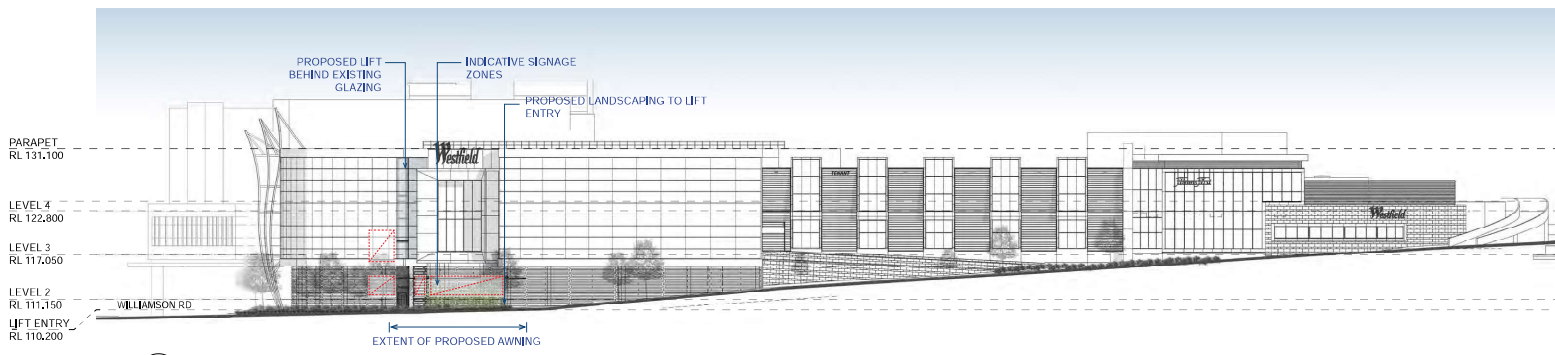 PROPOSED LIFT
BEHIND EXISTING
GLAZING
INDICATIVE SIGNAGE
ZONES
PROPOSED LANDSCAPING TO LIFT
ENTRY
PARAPET
RL 131.100
Westfield
TENANT
LEVEL 4
RL 122.800
Westfield
LEVEL 3
RL 117.050
LEVEL 2
RL 111.150
WILLIAMSON RD
LIFT ENTRY
RL 110.200
EXTENT OF PROPOSED AWNING